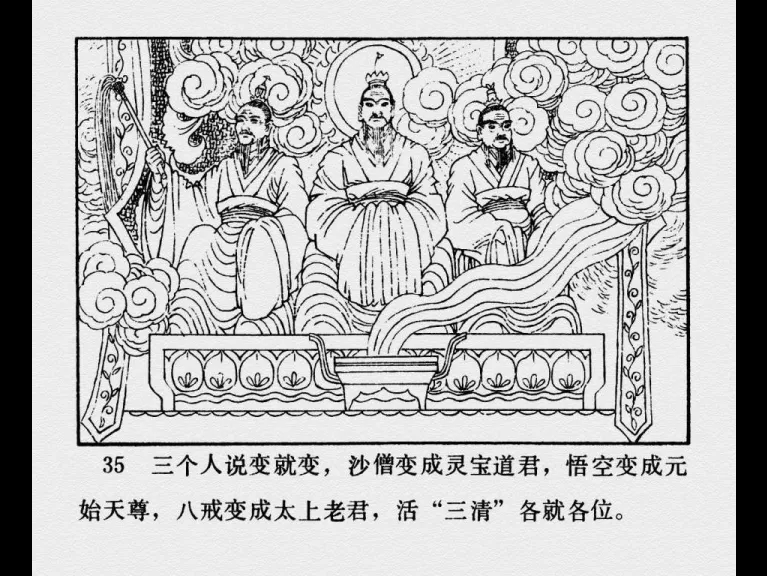 35 三个人说变就变，沙僧变成灵宝道君，悟空变成元
始天尊，八戒变成太上老君，活“三清”各就各位。